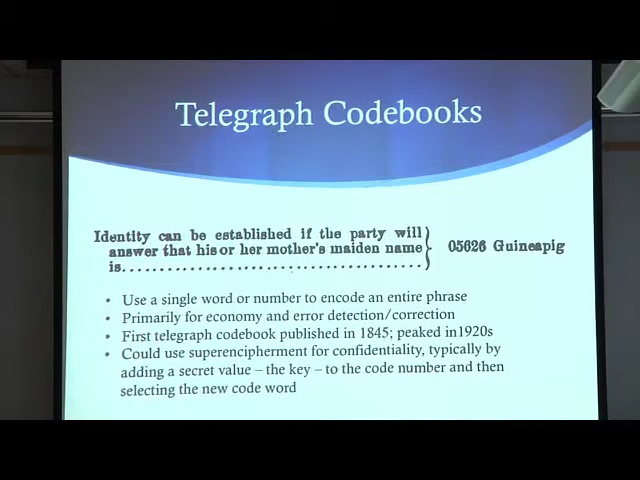 Telegraph Codebooks
Identity can be established if the party will
answer that his or her mother's maiden name
is.......................................... } 05626 Guineapig
• Use a single word or number to encode an entire phrase
• Primarily for economy and error detection/correction
• First telegraph codebook published in 1845; peaked in1920s
• Could use superencipherment for confidentiality, typically by
adding a secret value – the key – to the code number and then
selecting the new code word